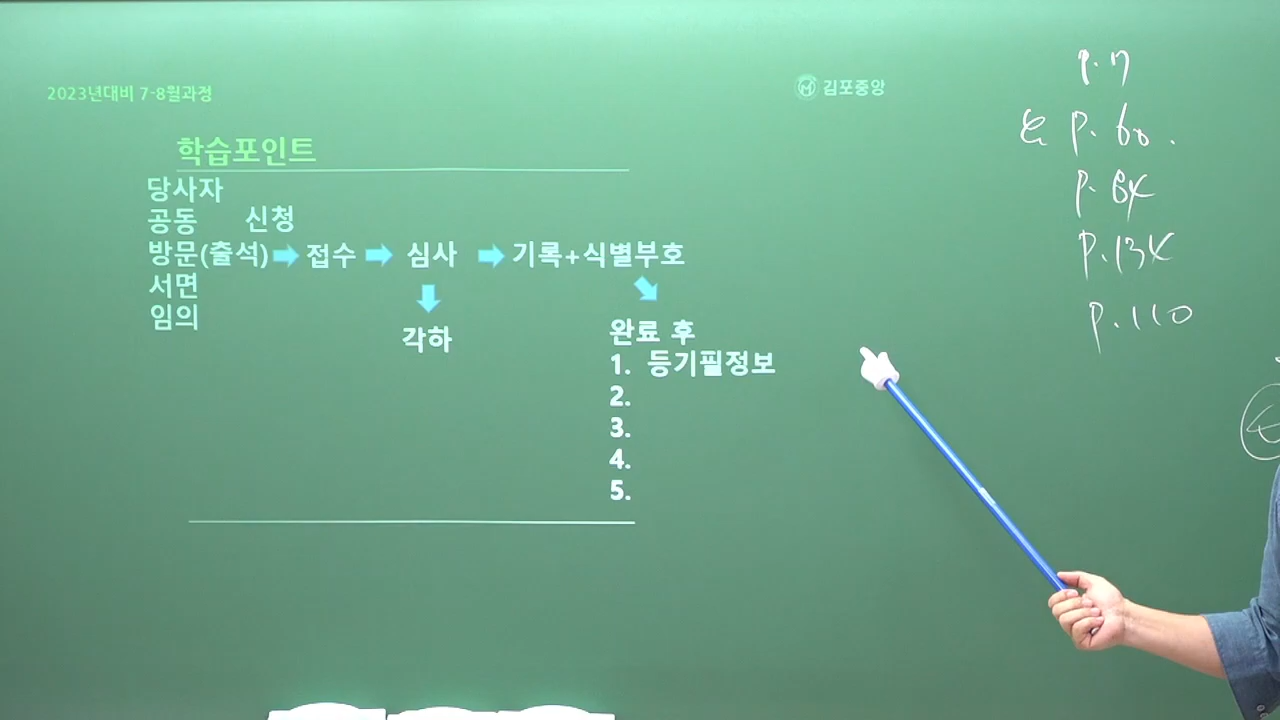 2023년대비 7-8월과정
김포중앙
학습포인트
당사자
공동 신청
방문(출석) 접수 심사 기록+식별부호
서면
임의
각하
완료 후
1. 등기필정보
2.
3.
4.
5.
p. 7
p. 60.
p. 84
p. 134
p. 110